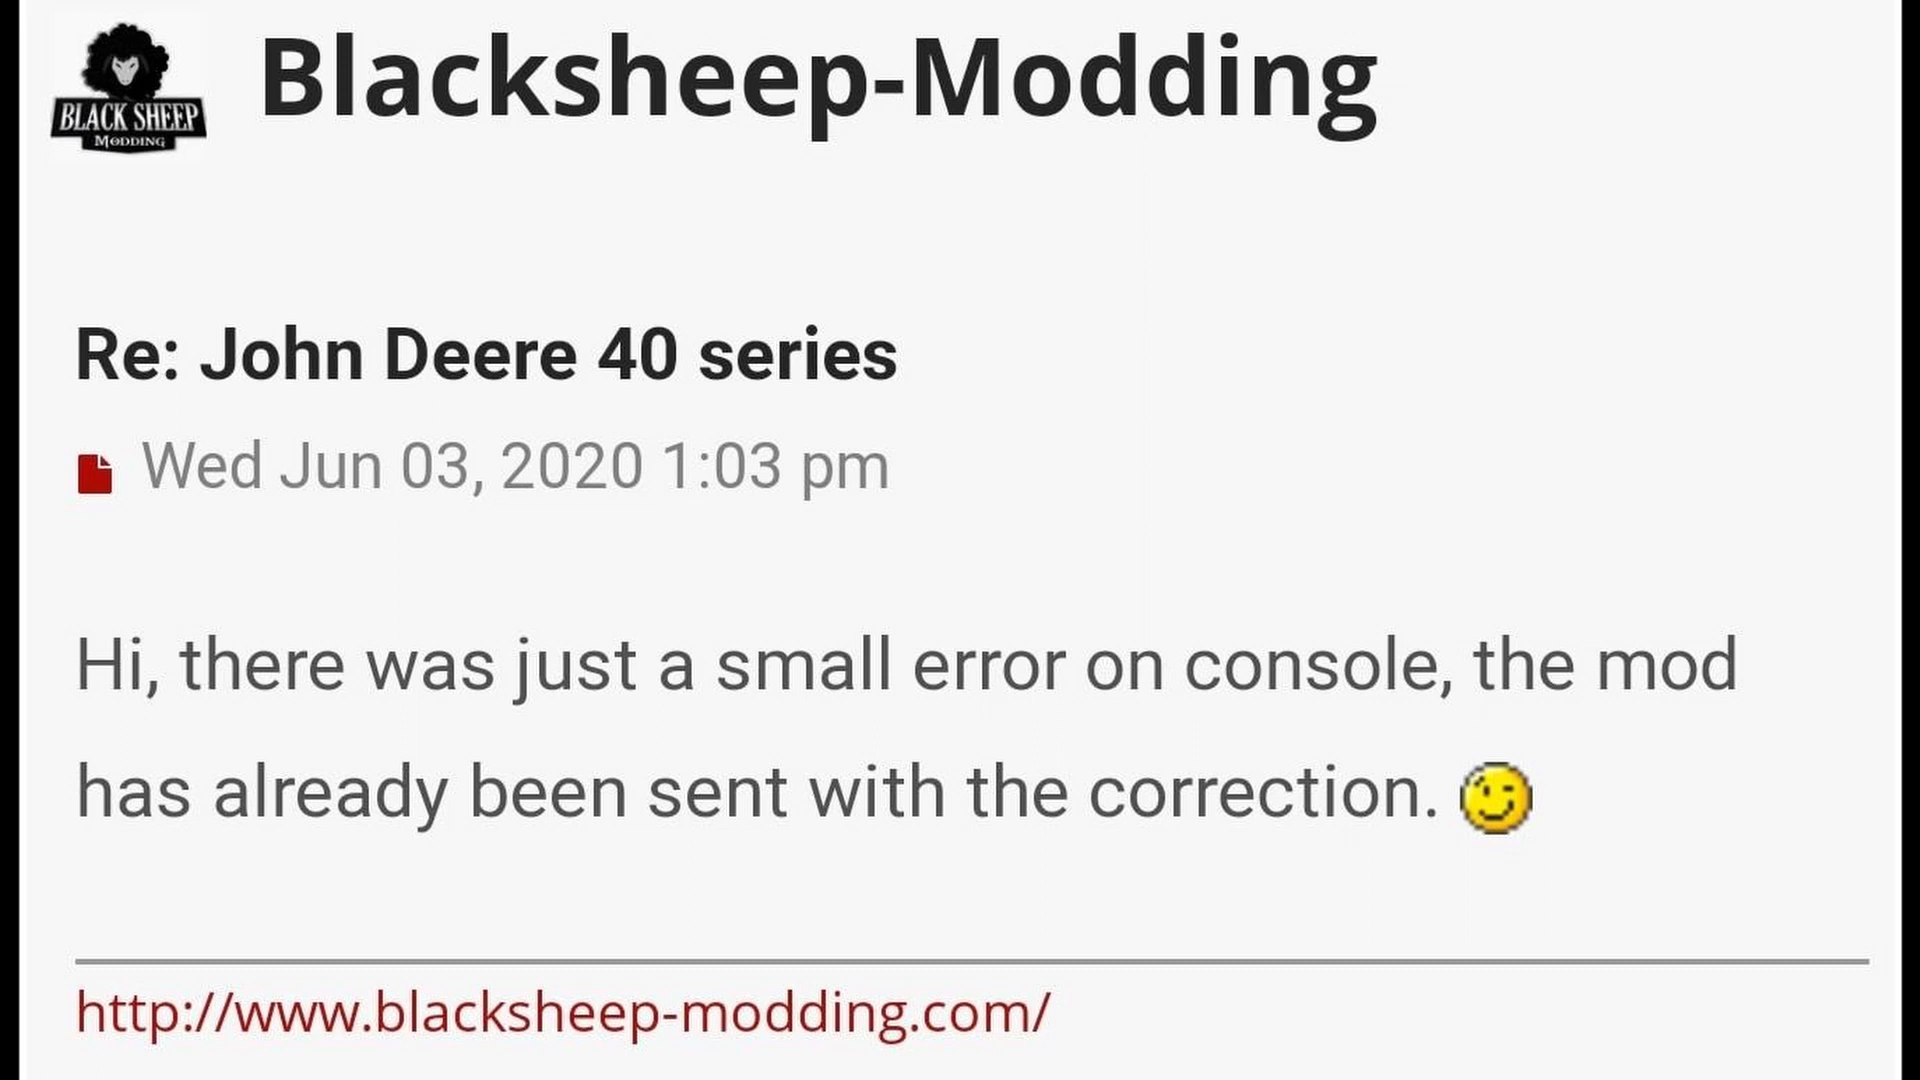 BLACK SHEEP
MODDING
Blacksheep-Modding
Re: John Deere 40 series
Wed Jun 03, 2020 1:03 pm
Hi, there was just a small error on console, the mod
has already been sent with the correction.
http://www.blacksheep-modding.com/